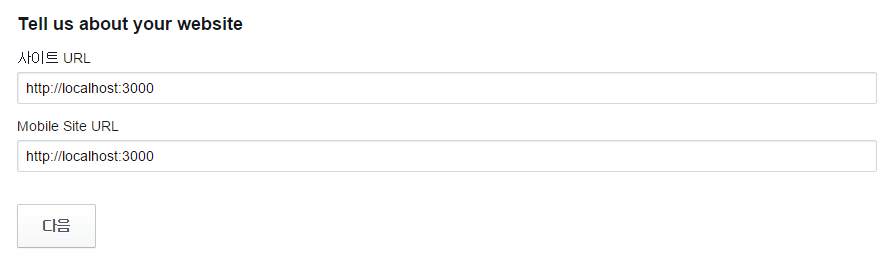 Tell us about your website
사이트 URL
http://localhost:3000
Mobile Site URL
http://localhost:3000
다음